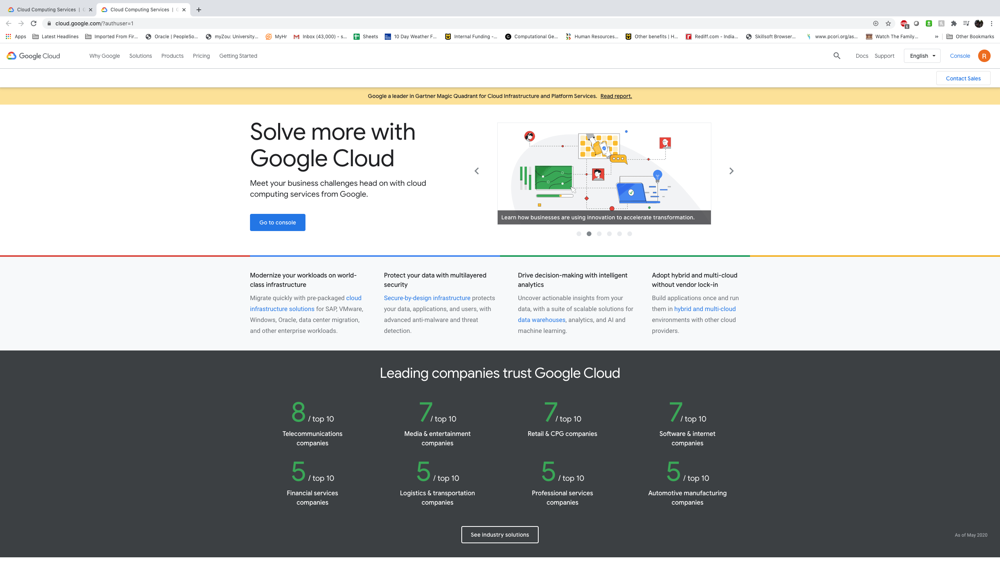 Cloud Computing Services | G
Cloud Computing Services | G
cloud.google.com/?authuser=1
ABP
5
Apps
Latest Headlines
Imported From Fir...
Oracle | PeopleSo...
myZou: University...
MyHr
Inbox (43,000) - s...
Sheets
10 Day Weather F...
Internal Funding -...
Computational Ge...
Human Resources...
Other benefits | H...
Rediff.com - India...
Skillsoft Browser...
www.pcori.org/as...
Watch The Family...
»
Other Bookmarks
Google Cloud
Why Google
Solutions
Products
Pricing
Getting Started
Docs
Support
English
Console
R
Contact Sales
Google a leader in Gartner Magic Quadrant for Cloud Infrastructure and Platform Services. Read report.
Solve more with
Google Cloud
Meet your business challenges head on with cloud
computing services from Google.
Go to console
Learn how businesses are using innovation to accelerate transformation.
Modernize your workloads on world-
class infrastructure
Migrate quickly with pre-packaged cloud
infrastructure solutions for SAP, VMware,
Windows, Oracle, data center migration,
and other enterprise workloads.
Protect your data with multilayered
security
Secure-by-design infrastructure protects
your data, applications, and users, with
advanced anti-malware and threat
detection.
Drive decision-making with intelligent
analytics
Uncover actionable insights from your
data, with a suite of scalable solutions for
data warehouses, analytics, and AI and
machine learning.
Adopt hybrid and multi-cloud
without vendor lock-in
Build applications once and run
them in hybrid and multi-cloud
environments with other cloud
providers.
Leading companies trust Google Cloud
8 / top 10
Telecommunications
companies
7 / top 10
Media & entertainment
companies
7 / top 10
Retail & CPG companies
7 / top 10
Software & internet
companies
5 / top 10
Financial services
companies
5 / top 10
Logistics & transportation
companies
5 / top 10
Professional services
companies
5 / top 10
Automotive manufacturing
companies
See industry solutions
As of May 2020